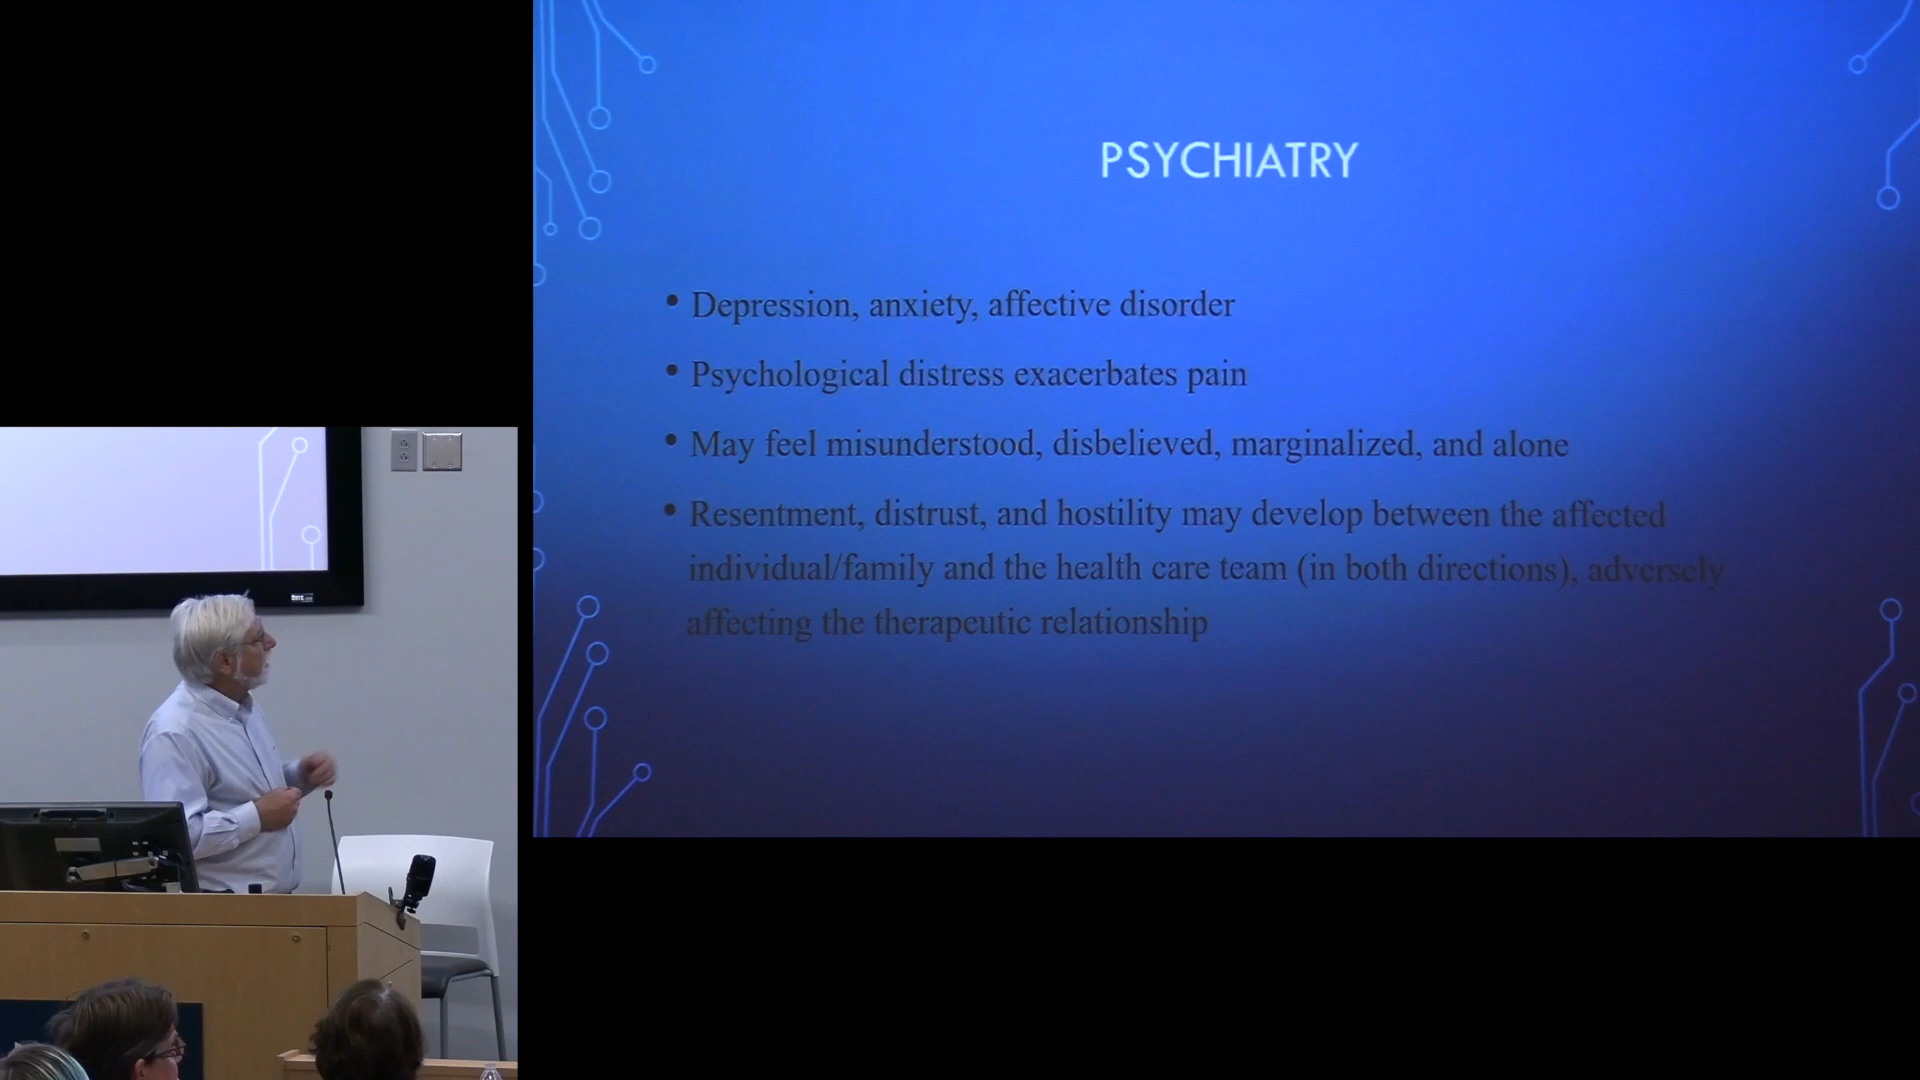 PSYCHIATRY
• Depression, anxiety, affective disorder
• Psychological distress exacerbates pain
• May feel misunderstood, disbelieved, marginalized, and alone
• Resentment, distrust, and hostility may develop between the affected
individual/family and the health care team (in both directions), adversely
affecting the therapeutic relationship